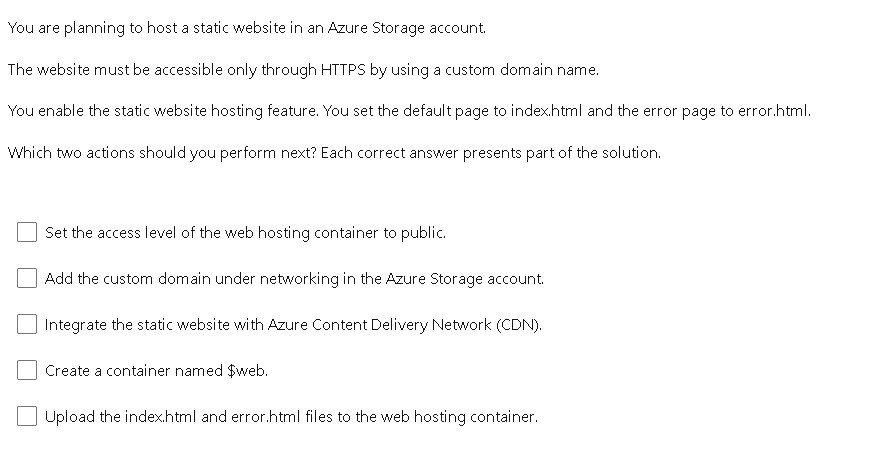 You are planning to host a static website in an Azure Storage account.
The website must be accessible only through HTTPS by using a custom domain name.
You enable the static website hosting feature. You set the default page to index.html and the error page to error.html.
Which two actions should you perform next? Each correct answer presents part of the solution.
Set the access level of the web hosting container to public.
Add the custom domain under networking in the Azure Storage account.
Integrate the static website with Azure Content Delivery Network (CDN).
Create a container named $web.
Upload the index.html and error.html files to the web hosting container.